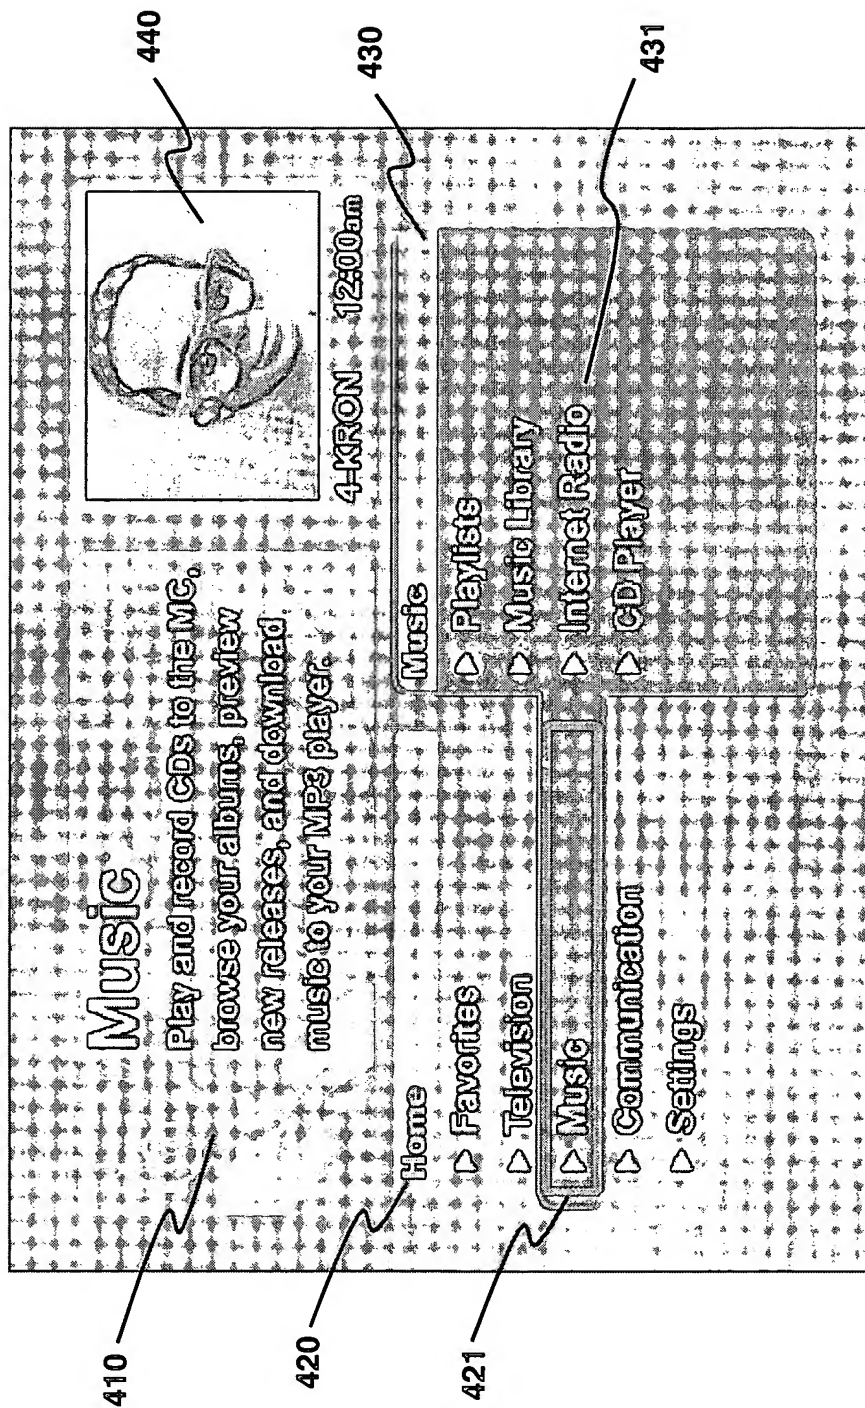 Music
Play and record CDs to the MC,
browse your albums, preview
new releases, and download
music to your MP3 player.
4-KRON 12:00am
Home
Favorites
Television
Music
Communication
Settings
Music
Playlists
Music Library
Internet Radio
CD Player
410
420
421
440
430
431